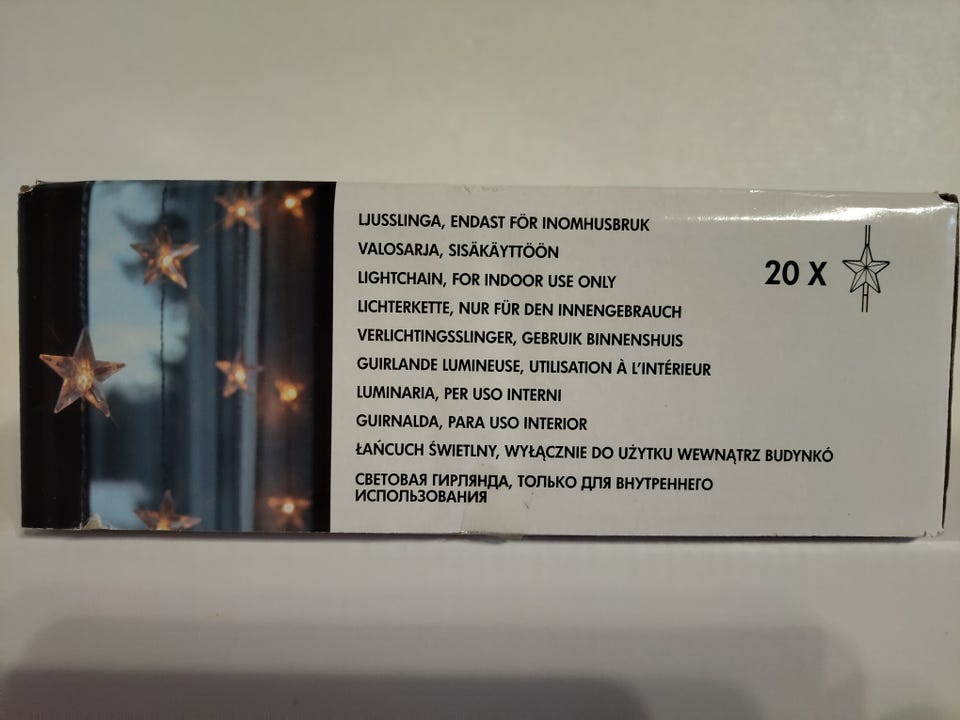 LJUSSLINGA, ENDAST FÖR INOMHUSBRUK
VALOSARJA, SISÄKÄYTTÖÖN
LIGHTCHAIN, FOR INDOOR USE ONLY
LICHTERKETTE, NUR FÜR DEN INNENGEBRAUCH
VERLICHTINGSSLINGER, GEBRUIK BINNENSHUIS
GUIRLANDE LUMINEUSE, UTILISATION À L'INTÉRIEUR
LUMINARIA, PER USO INTERNI
GUIRNALDA, PARA USO INTERIOR
ŁAŃCUCH ŚWIETLNY, WYŁĄCZNIE DO UŻYTKU WEWNĄTRZ BUDYNKÓ
СВЕТОВАЯ ГИРЛЯНДА, ТОЛЬКО ДЛЯ ВНУТРЕННЕГО
ИСПОЛЬЗОВАНИЯ
20 X